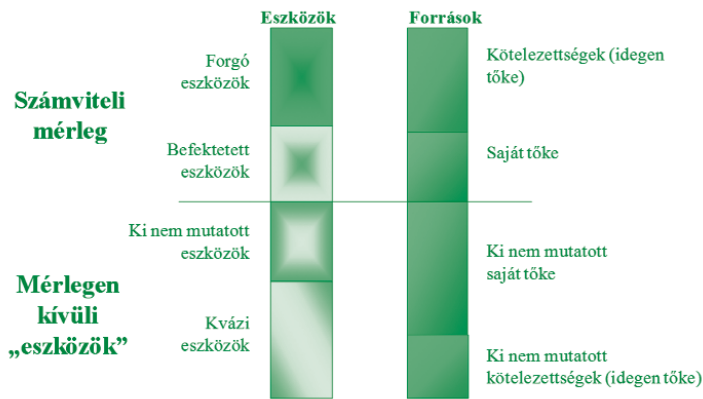 Eszközök
Források
Számviteli
mérleg
Forgó
eszközök
Kötelezettségek (idegen
tőke)
Befektetett
eszközök
Saját tőke
Mérlegen
kívüli
„eszközök”
Ki nem mutatott
eszközök
Ki nem mutatott
saját tőke
Kvázi
eszközök
Ki nem mutatott
kötelezettségek (idegen tőke)